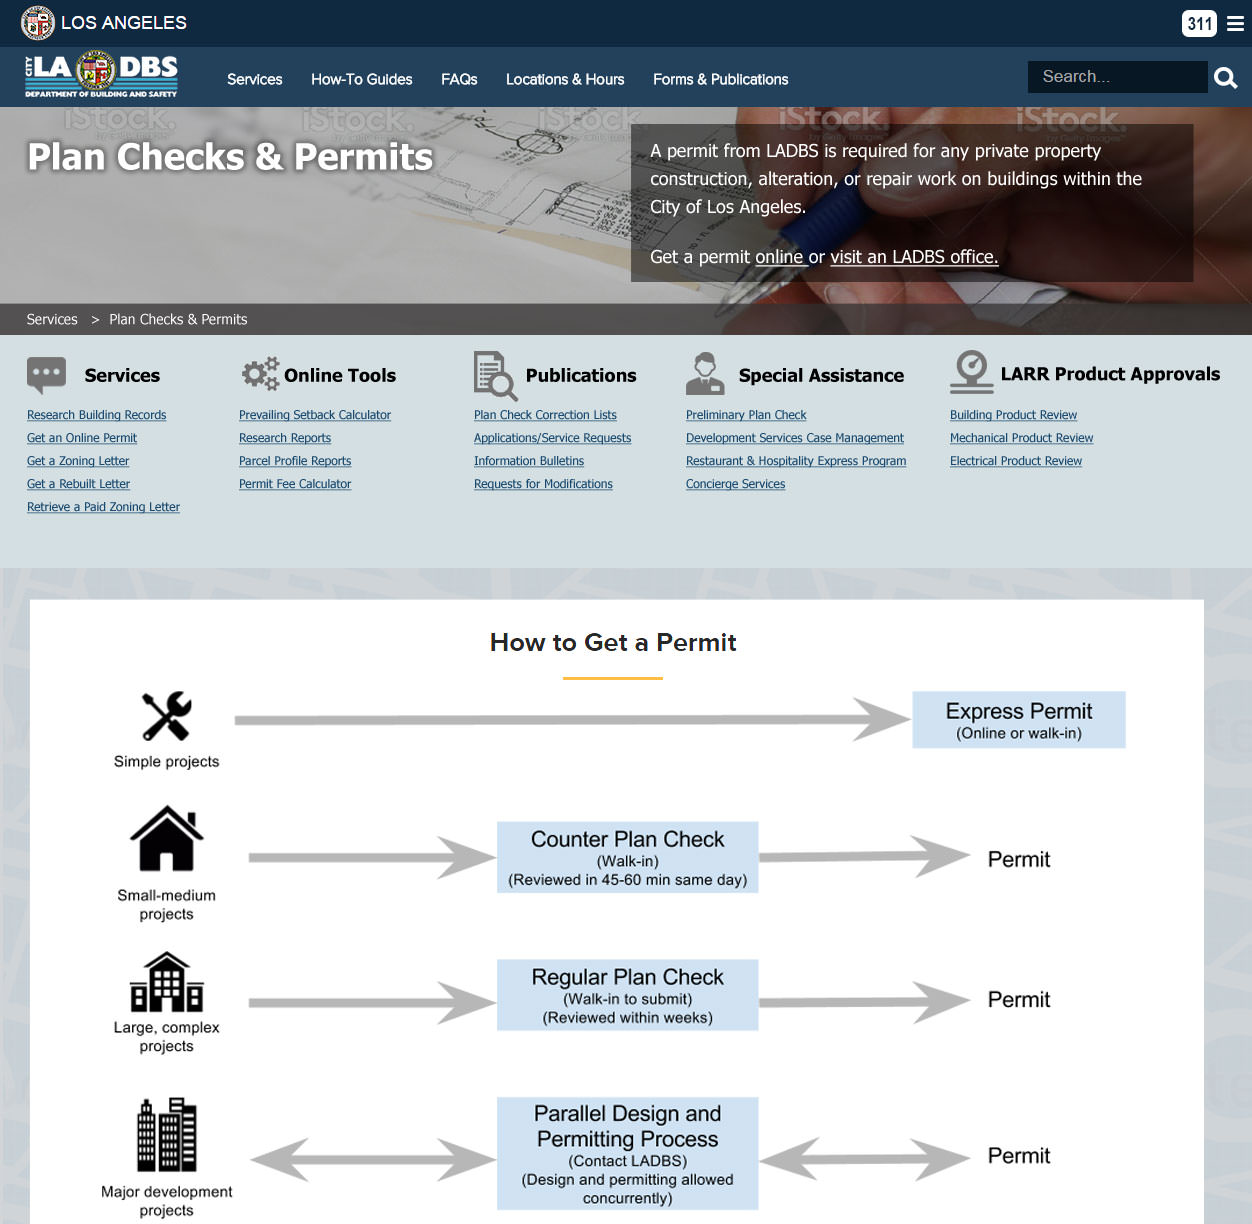 LOS ANGELES
311
CITY OF
LA DBS
DEPARTMENT OF BUILDING AND SAFETY
Services
How-To Guides
FAQs
Locations & Hours
Forms & Publications
Search...
iStock. iStock. iStock. iStock. iStock.
by Getty Images
Plan Checks & Permits
A permit from LADBS is required for any private property
construction, alteration, or repair work on buildings within the
City of Los Angeles.
Get a permit online or visit an LADBS office.
Services > Plan Checks & Permits
Services
Research Building Records
Get an Online Permit
Get a Zoning Letter
Get a Rebuilt Letter
Retrieve a Paid Zoning Letter
Online Tools
Prevailing Setback Calculator
Research Reports
Parcel Profile Reports
Permit Fee Calculator
Publications
Plan Check Correction Lists
Applications/Service Requests
Information Bulletins
Requests for Modifications
Special Assistance
Preliminary Plan Check
Development Services Case Management
Restaurant & Hospitality Express Program
Concierge Services
LARR Product Approvals
Building Product Review
Mechanical Product Review
Electrical Product Review
How to Get a Permit
Simple projects
Express Permit
(Online or walk-in)
Small-medium
projects
Counter Plan Check
(Walk-in)
(Reviewed in 45-60 min same day)
Permit
Large, complex
projects
Regular Plan Check
(Walk-in to submit)
(Reviewed within weeks)
Permit
Major development
projects
Parallel Design and
Permitting Process
(Contact LADBS)
(Design and permitting allowed
concurrently)
Permit